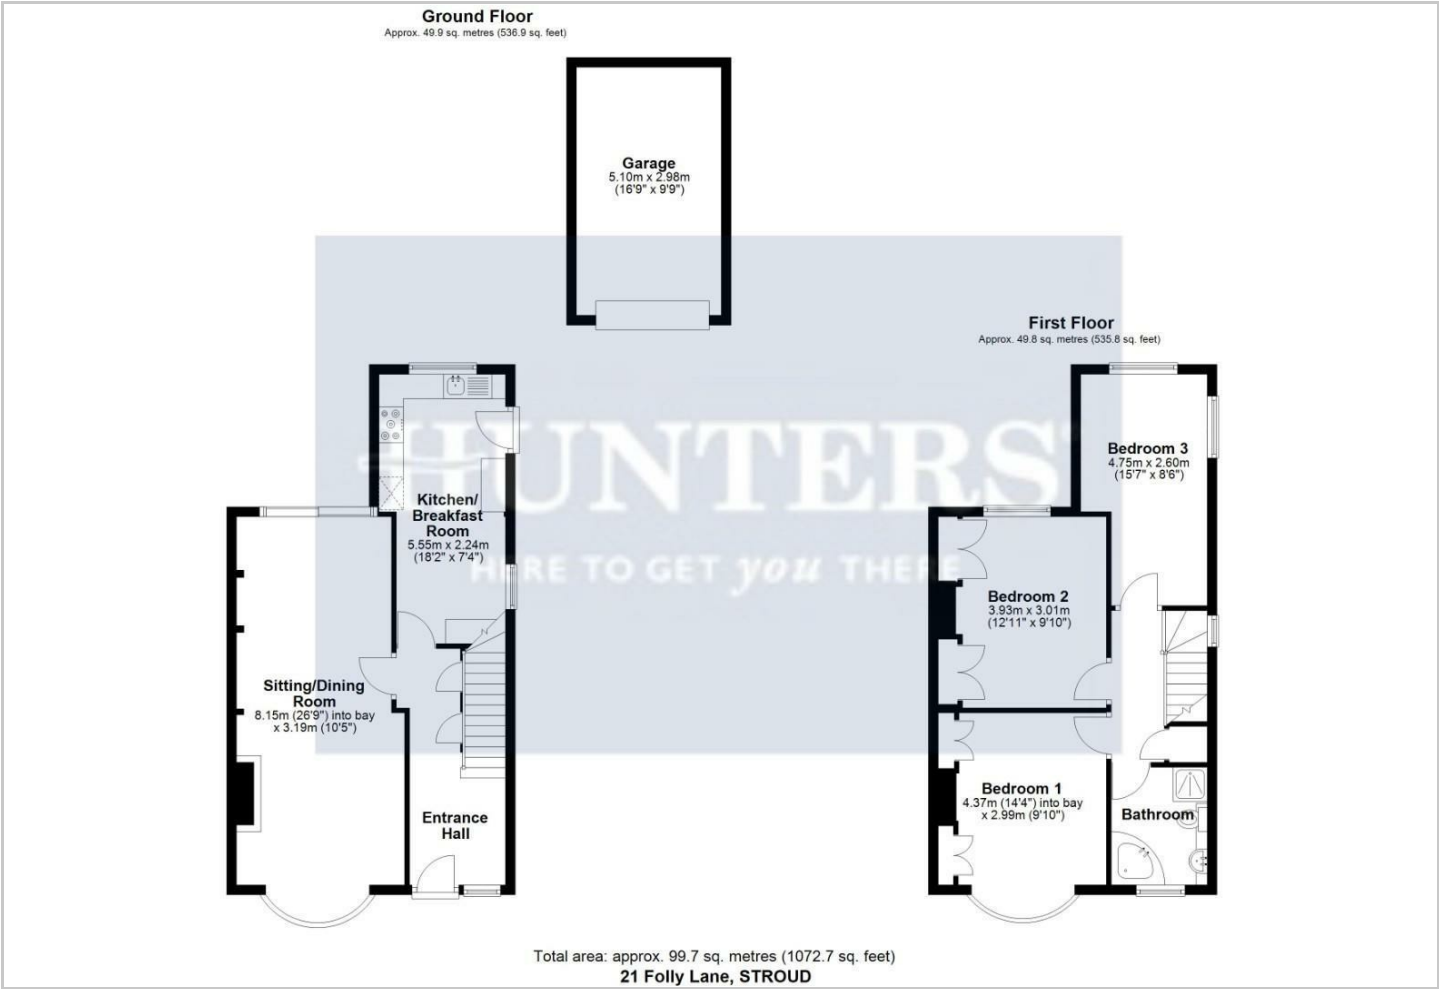 Ground Floor
Approx. 49.9 sq. metres (536.9 sq. feet)
Garage
5.10m x 2.98m
(16'9" x 9'9")
First Floor
Approx. 49.8 sq. metres (535.8 sq. feet)
HUNTERS
HERE TO GET you THERE
Kitchen/
Breakfast
Room
5.55m x 2.24m
(18'2" x 7'4")
Sitting/Dining
Room
8.15m (26'9") into bay
x 3.19m (10'5")
Entrance
Hall
Bedroom 3
4.75m x 2.60m
(15'7" x 8'6")
Bedroom 2
3.93m x 3.01m
(12'11" x 9'10")
Bedroom 1
4.37m (14'4") into bay
x 2.99m (9'10")
Bathroom
Total area: approx. 99.7 sq. metres (1072.7 sq. feet)
21 Folly Lane, STROUD